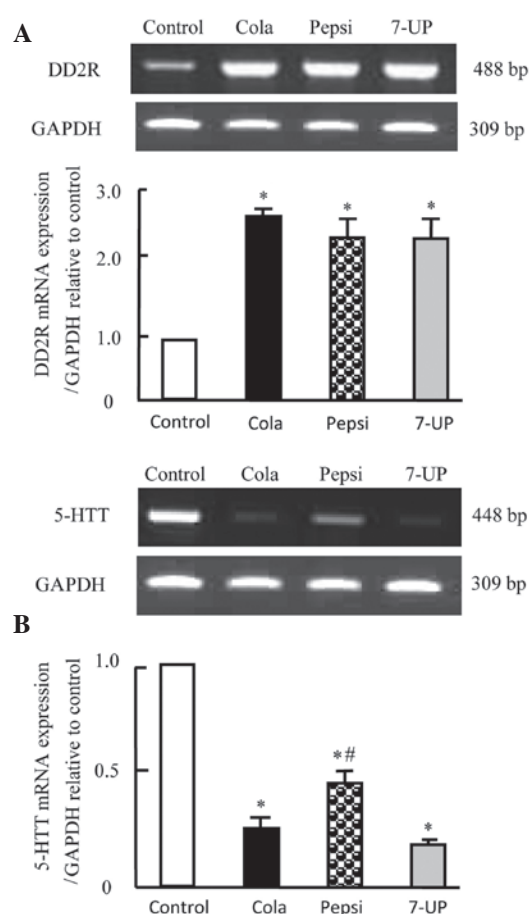 A
Control Cola Pepsi 7-UP
DD2R 488 bp
GAPDH 309 bp
DD2R mRNA expression
/GAPDH relative to control
3.0
2.0
1.0
0
* * *
Control Cola Pepsi 7-UP
Control Cola Pepsi 7-UP
5-HTT 448 bp
GAPDH 309 bp
B
5-HTT mRNA expression
/GAPDH relative to control
1.0
0.5
0
* *# *
Control Cola Pepsi 7-UP